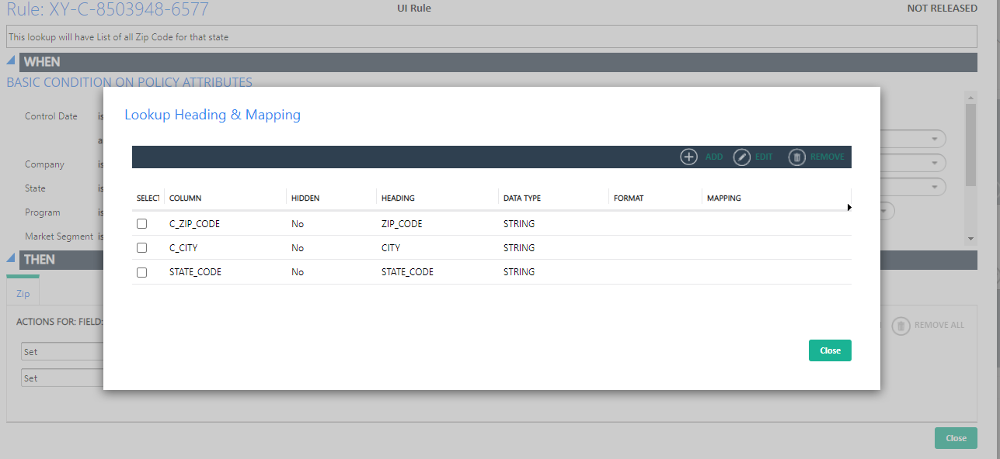 Rule: XY-C-8503948-6577 UI Rule NOT RELEASED
This lookup will have List of all Zip Code for that state
WHEN
BASIC CONDITION ON POLICY ATTRIBUTES
Lookup Heading & Mapping
Control Date is
a
Company is
State is
Program is
Market Segment is
ADD EDIT REMOVE
SELECT COLUMN HIDDEN HEADING DATA TYPE FORMAT MAPPING
C_ZIP_CODE No ZIP_CODE STRING
C_CITY No CITY STRING
STATE_CODE No STATE_CODE STRING
Close
THEN
Zip
ACTIONS FOR: FIELD: REMOVE ALL
Set
Set
Close